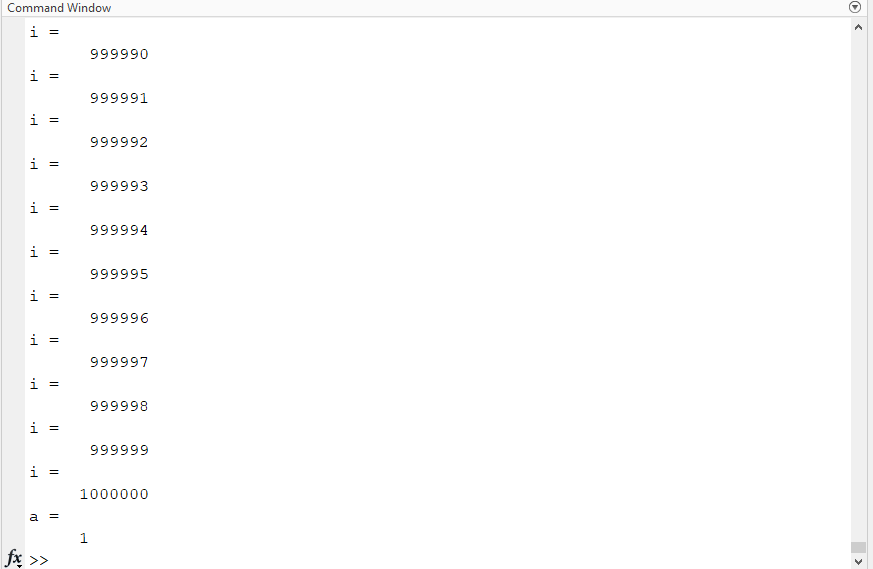 Command Window
i =
999990
i =
999991
i =
999992
i =
999993
i =
999994
i =
999995
i =
999996
i =
999997
i =
999998
i =
999999
i =
1000000
a =
1
fx >>